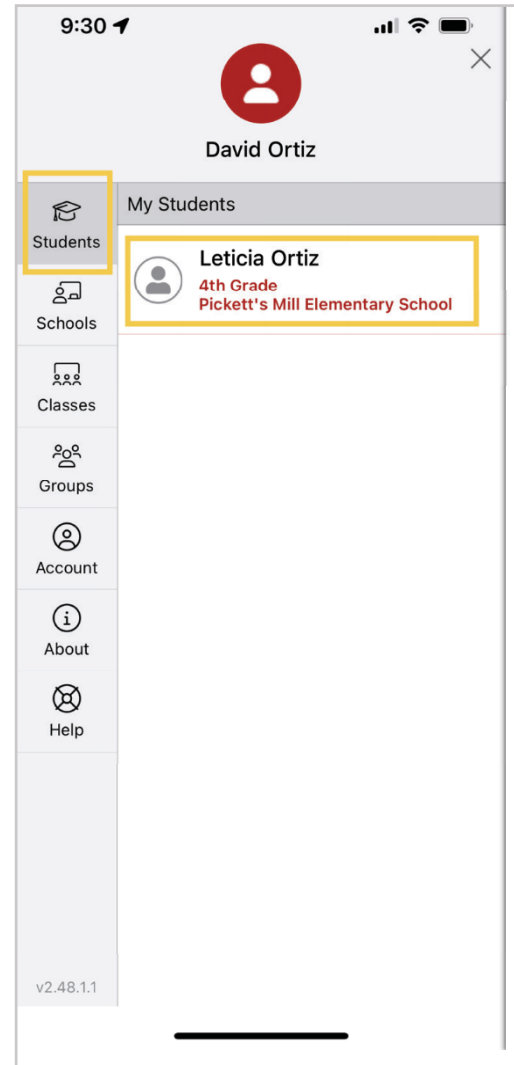 9:30
David Ortiz
Students
My Students
Leticia Ortiz
4th Grade
Pickett's Mill Elementary School
Schools
Classes
Groups
Account
About
Help
v2.48.1.1